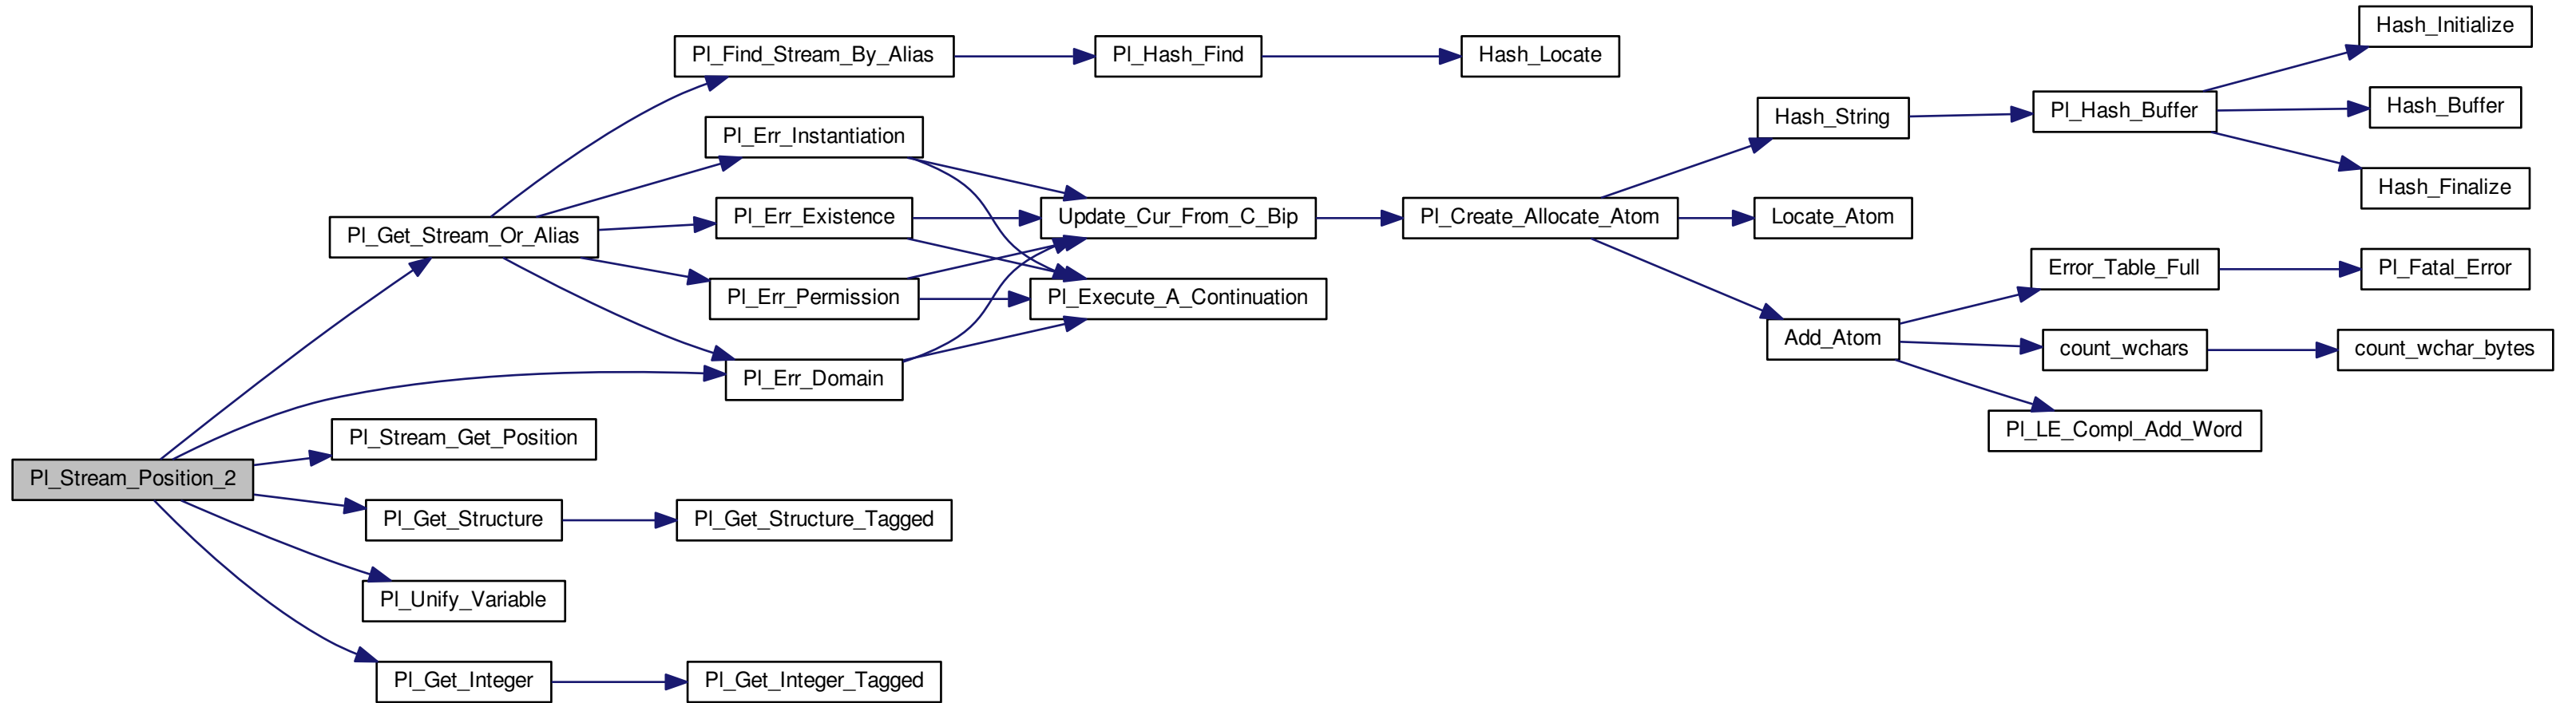 Pl_Stream_Position_2
Pl_Get_Stream_Or_Alias
Pl_Stream_Get_Position
Pl_Get_Structure
Pl_Unify_Variable
Pl_Get_Integer
Pl_Find_Stream_By_Alias
Pl_Err_Instantiation
Pl_Err_Existence
Pl_Err_Permission
Pl_Err_Domain
Pl_Get_Structure_Tagged
Pl_Get_Integer_Tagged
Pl_Hash_Find
Update_Cur_From_C_Bip
Pl_Execute_A_Continuation
Hash_Locate
Pl_Create_Allocate_Atom
Hash_String
Locate_Atom
Add_Atom
Pl_Hash_Buffer
Error_Table_Full
count_wchars
Pl_LE_Compl_Add_Word
Hash_Initialize
Hash_Buffer
Hash_Finalize
Pl_Fatal_Error
count_wchar_bytes